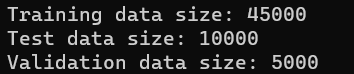 Training data size: 45000
Test data size: 10000
Validation data size: 5000